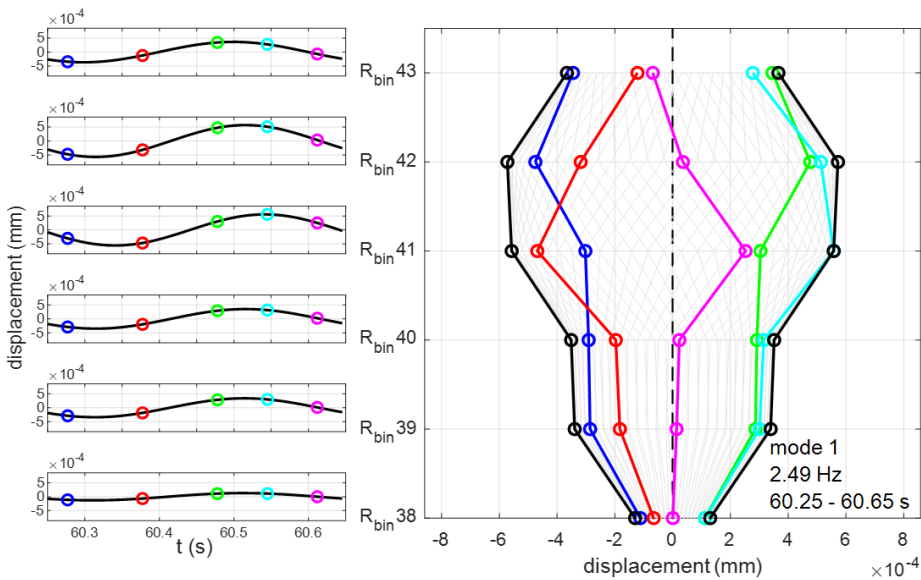 ×10⁻⁴
5
0
-5
R_bin
×10⁻⁴
5
0
-5
R_bin
×10⁻⁴
5
0
-5
R_bin
×10⁻⁴
5
0
-5
R_bin
×10⁻⁴
5
0
-5
R_bin
×10⁻⁴
5
0
-5
R_bin
60.3 60.4 60.5 60.6
t (s)
displacement (mm)
43
42
41
40
39
38
mode 1
2.49 Hz
60.25 - 60.65 s
-8 -6 -4 -2 0 2 4 6 8
displacement (mm)
×10⁻⁴